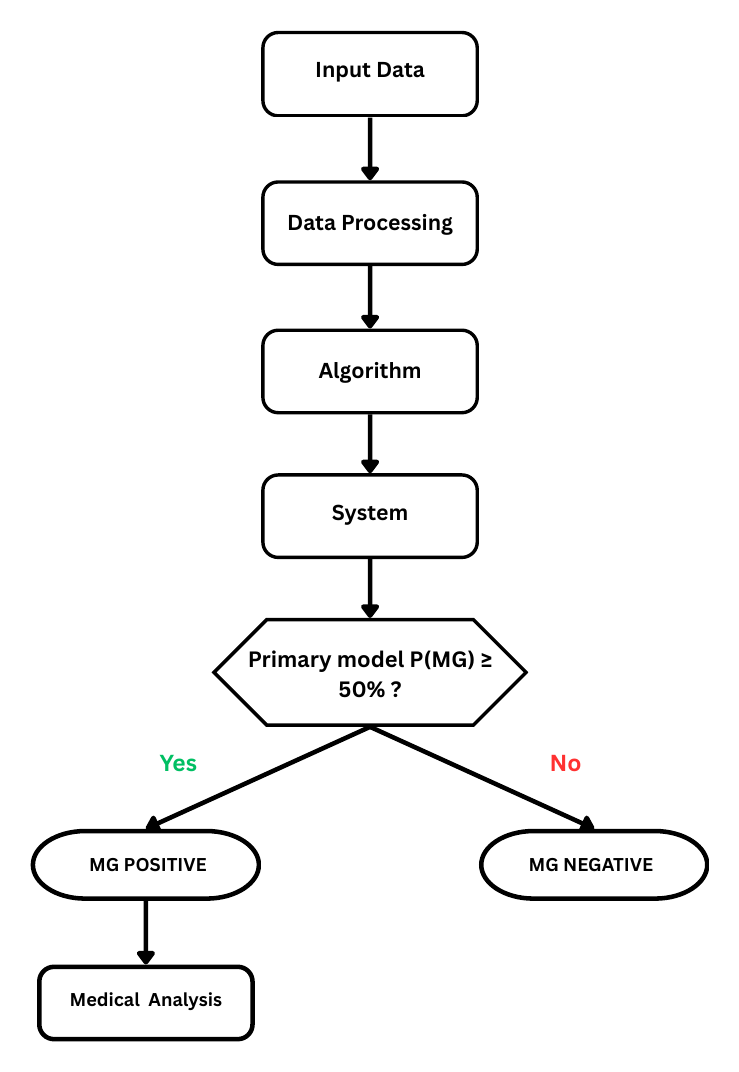 Input Data
Data Processing
Algorithm
System
Primary model P(MG) ≥
50% ?
Yes
No
MG POSITIVE
MG NEGATIVE
Medical Analysis